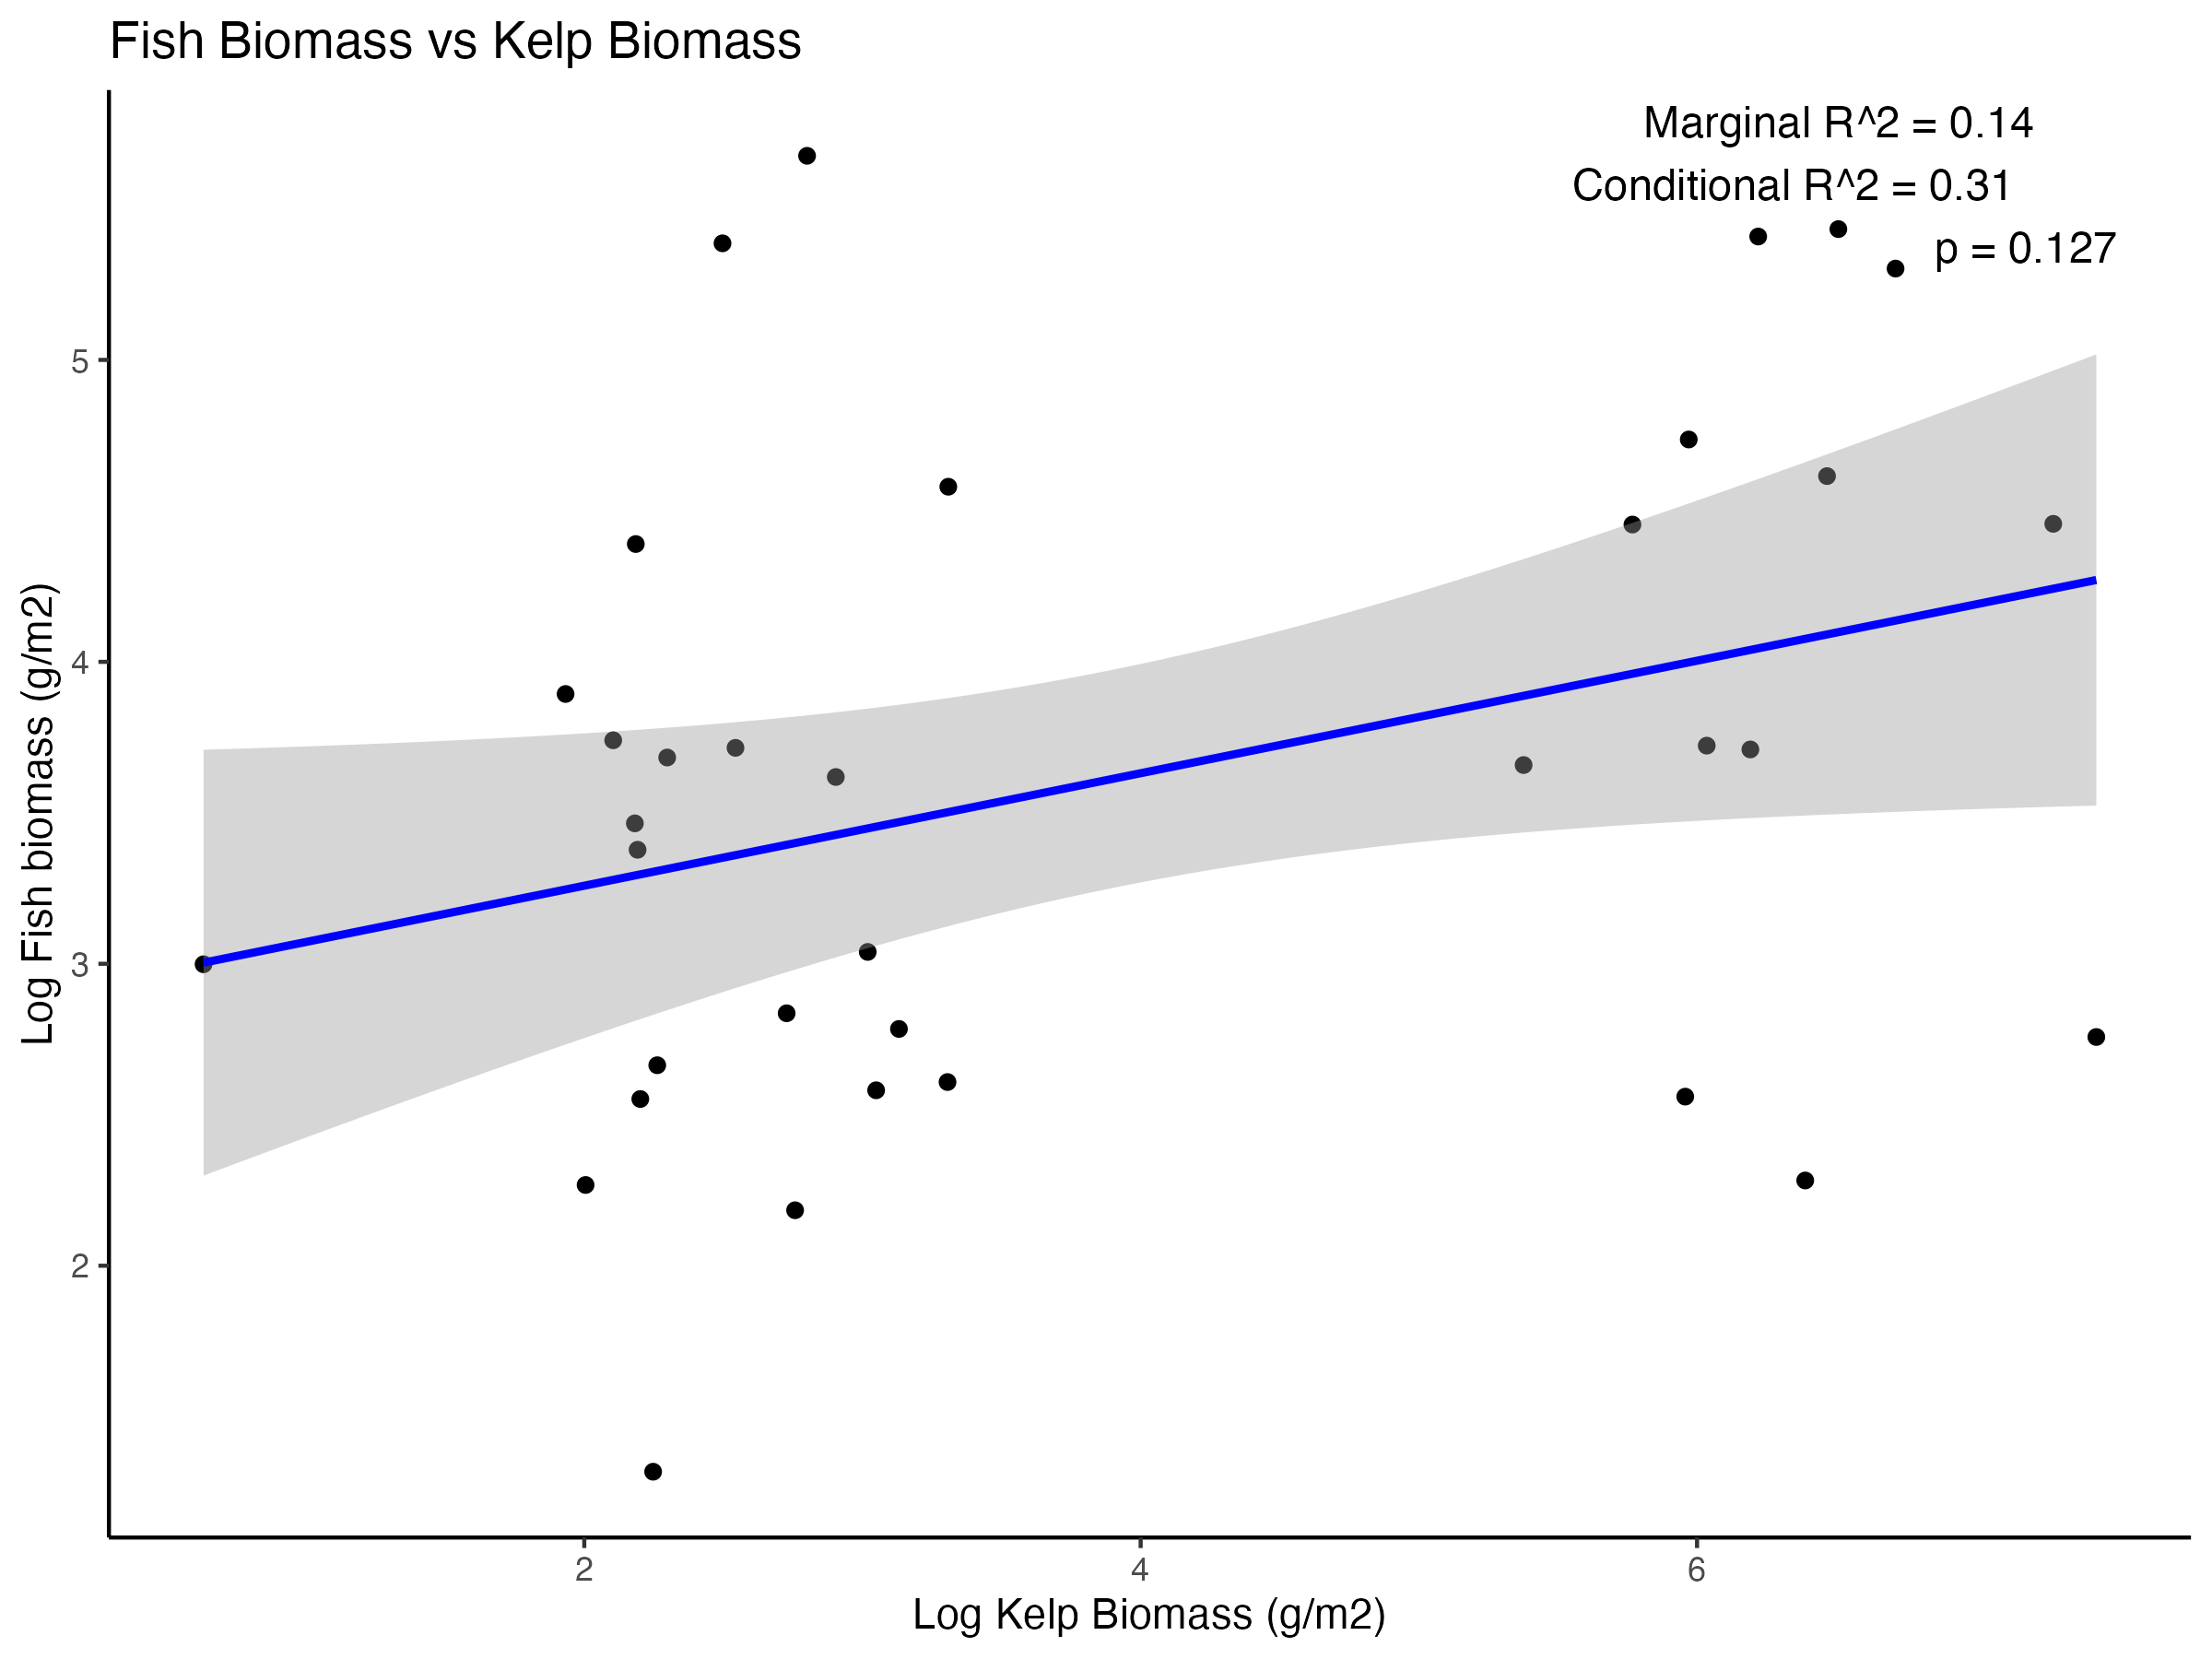 Fish Biomass vs Kelp Biomass
Marginal R^2 = 0.14
Conditional R^2 = 0.31
p = 0.127
Log Fish biomass (g/m2)
5
4
3
2
2
4
6
Log Kelp Biomass (g/m2)